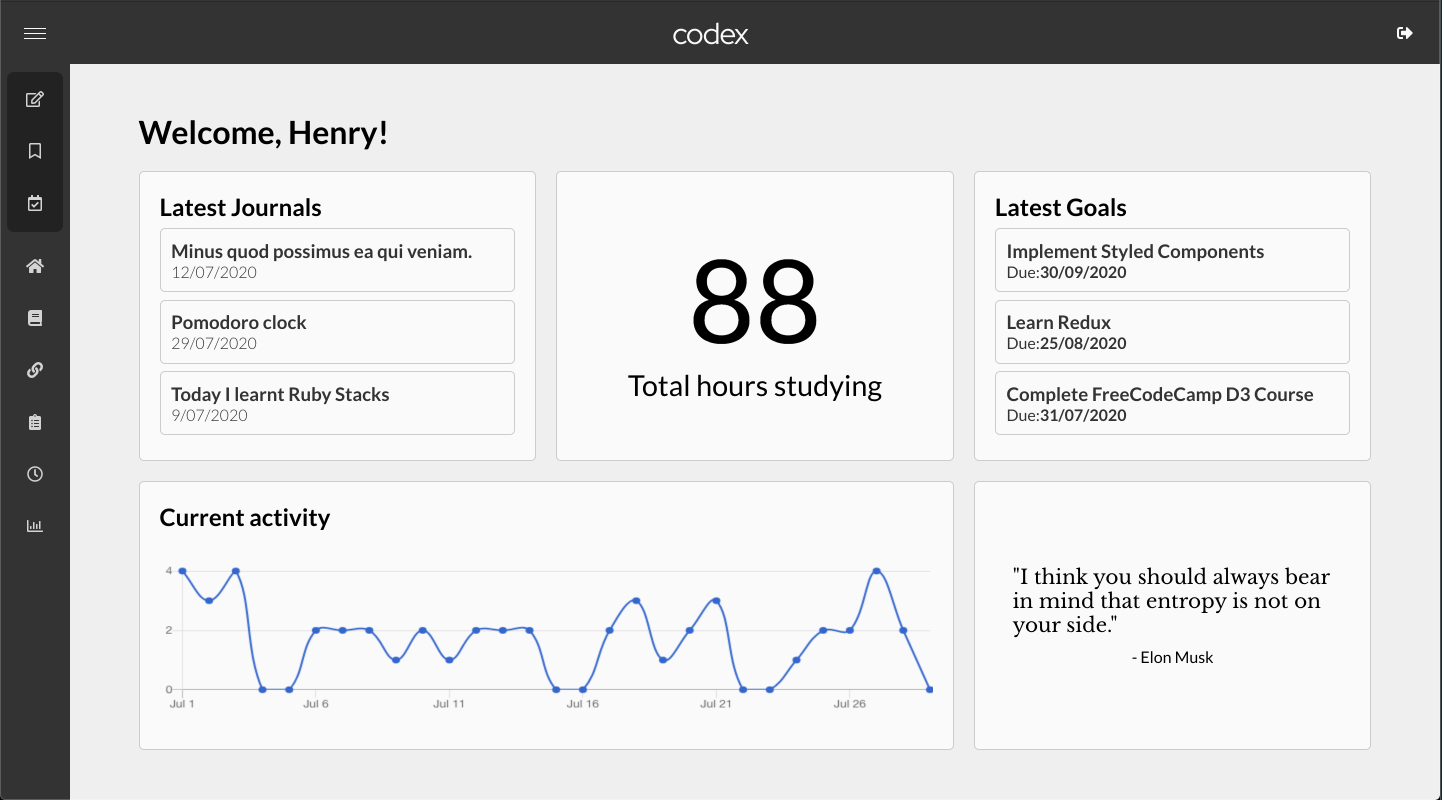 codex
Welcome, Henry!
Latest Journals
Minus quod possimus ea qui veniam.
12/07/2020
Pomodoro clock
29/07/2020
Today I learnt Ruby Stacks
9/07/2020
88
Total hours studying
Latest Goals
Implement Styled Components
Due:30/09/2020
Learn Redux
Due:25/08/2020
Complete FreeCodeCamp D3 Course
Due:31/07/2020
Current activity
4
2
0
Jul 1 Jul 6 Jul 11 Jul 16 Jul 21 Jul 26
"I think you should always bear
in mind that entropy is not on
your side."
- Elon Musk